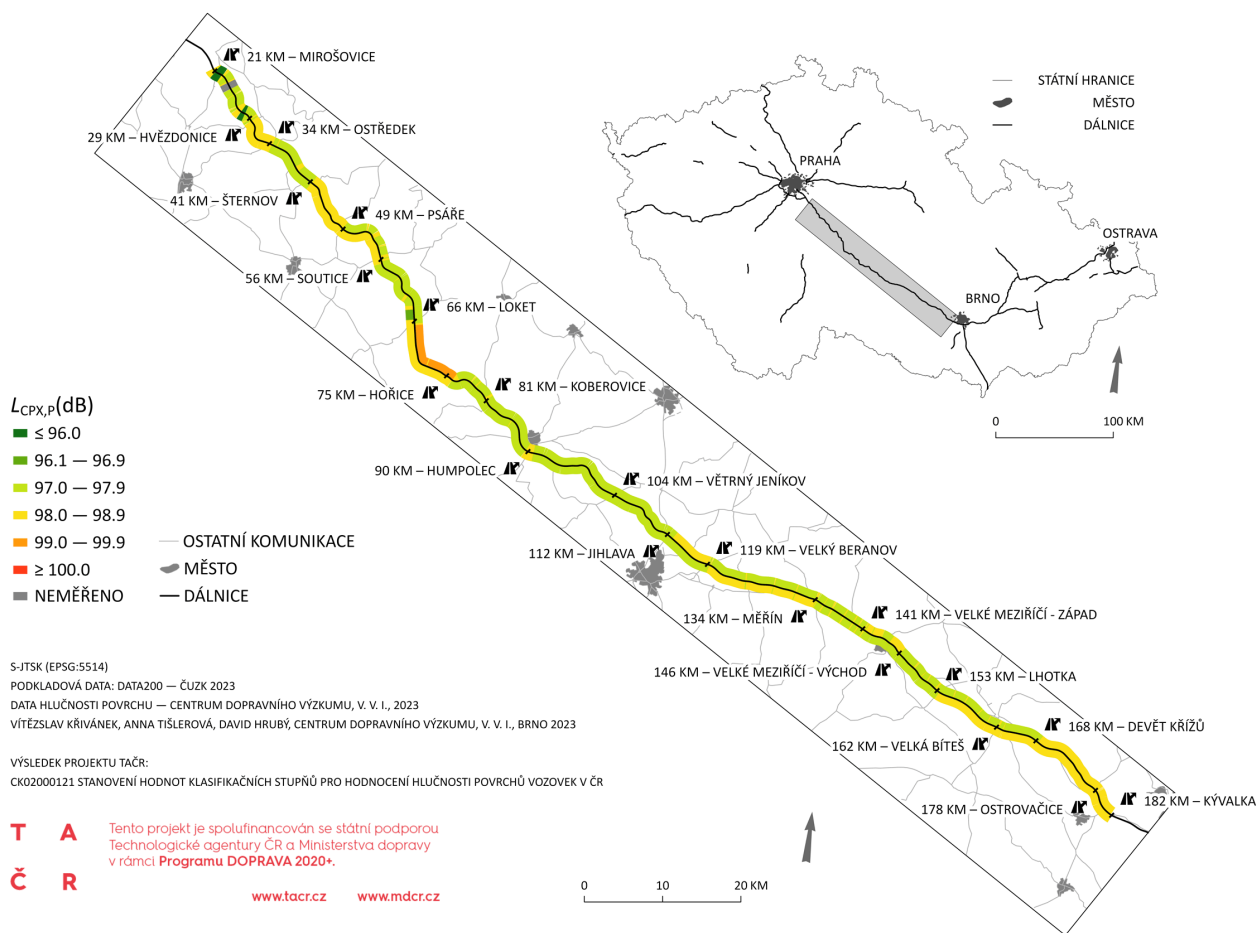 21 KM – MIROŠOVICE
29 KM – HVĚZDONICE
34 KM – OSTŘEDEK
41 KM – ŠTERNOV
49 KM – PSÁŘE
56 KM – SOUTICE
66 KM – LOKET
75 KM – HOŘICE
81 KM – KOBEROVICE
90 KM – HUMPOLEC
104 KM – VĚTRNÝ JENÍKOV
112 KM – JIHLAVA
119 KM – VELKÝ BERANOV
134 KM – MĚŘÍN
141 KM – VELKÉ MEZIŘÍČÍ - ZÁPAD
146 KM – VELKÉ MEZIŘÍČÍ - VÝCHOD
153 KM – LHOTKA
162 KM – VELKÁ BÍTEŠ
168 KM – DEVĚT KŘÍŽŮ
178 KM – OSTROVAČICE
182 KM – KÝVALKA
STÁTNÍ HRANICE
MĚSTO
DÁLNICE
PRAHA
OSTRAVA
BRNO
0 100 KM
LCPX,P(dB)
≤ 96.0
96.1 — 96.9
97.0 — 97.9
98.0 — 98.9
99.0 — 99.9
≥ 100.0
NEMĚŘENO
OSTATNÍ KOMUNIKACE
MĚSTO
DÁLNICE
S-JTSK (EPSG:5514)
PODKLADOVÁ DATA: DATA200 — ČUZK 2023
DATA HLUČNOSTI POVRCHU — CENTRUM DOPRAVNÍHO VÝZKUMU, V. V. I., 2023
VÍTĚZSLAV KŘIVÁNEK, ANNA TIŠLEROVÁ, DAVID HRUBÝ, CENTRUM DOPRAVNÍHO VÝZKUMU, V. V. I., BRNO 2023
VÝSLEDEK PROJEKTU TAČR:
CK02000121 STANOVENÍ HODNOT KLASIFIKAČNÍCH STUPŇŮ PRO HODNOCENÍ HLUČNOSTI POVRCHŮ VOZOVEK V ČR
T A
Č R
Tento projekt je spolufinancován se státní podporou
Technologické agentury ČR a Ministerstva dopravy
v rámci Programu DOPRAVA 2020+.
www.tacr.cz www.mdcr.cz
0 10 20 KM